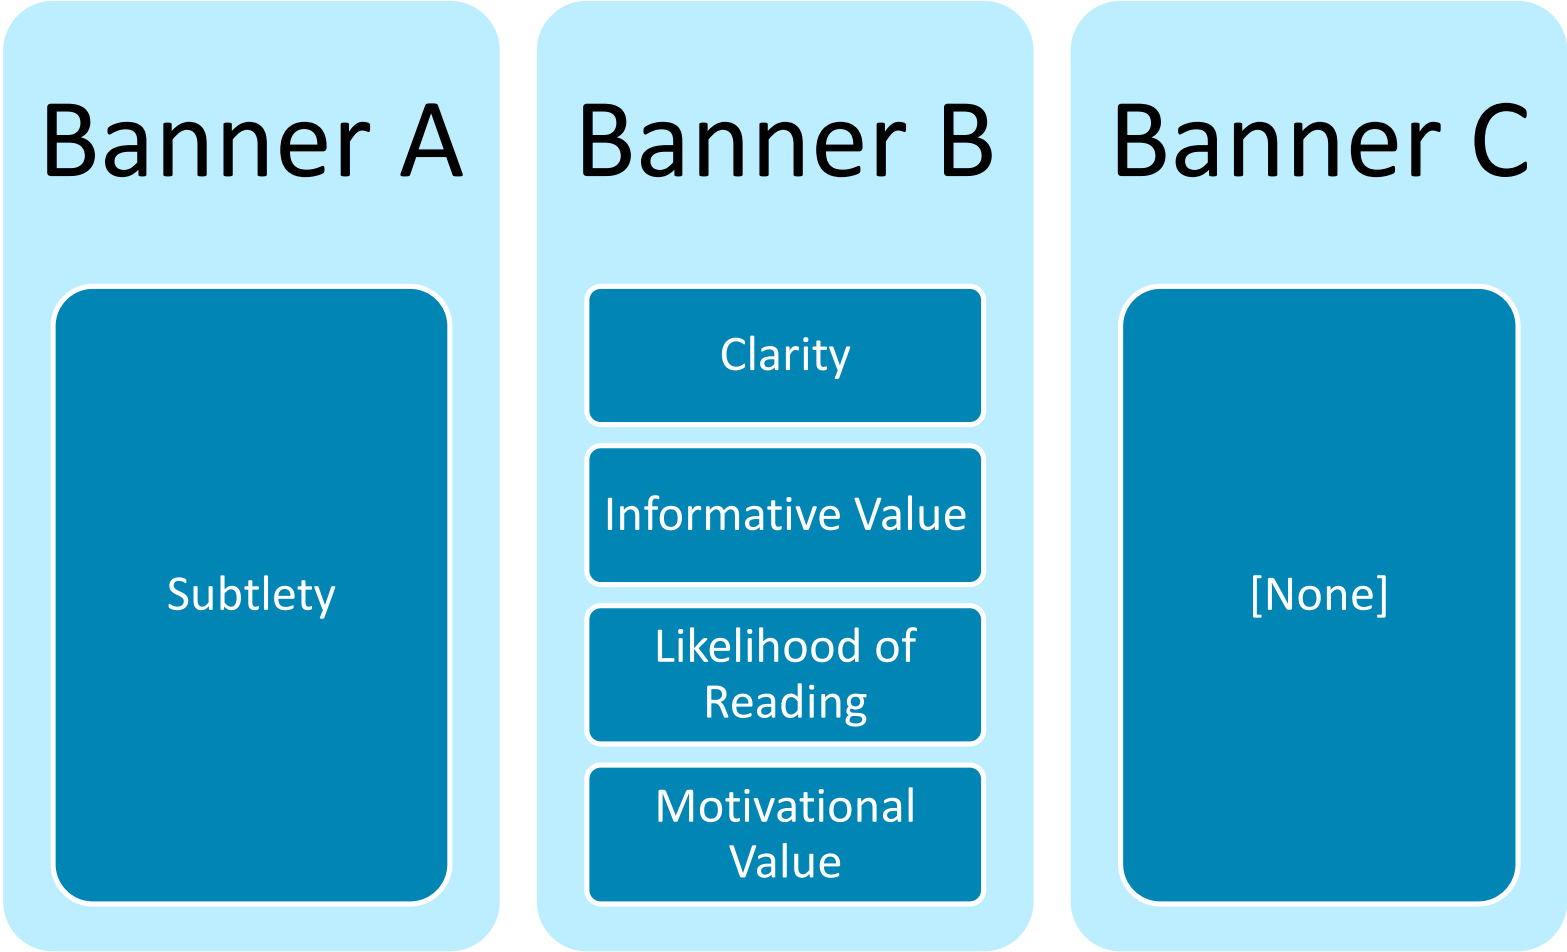 Banner A
Subtlety
Banner B
Clarity
Informative Value
Likelihood of
Reading
Motivational
Value
Banner C
[None]